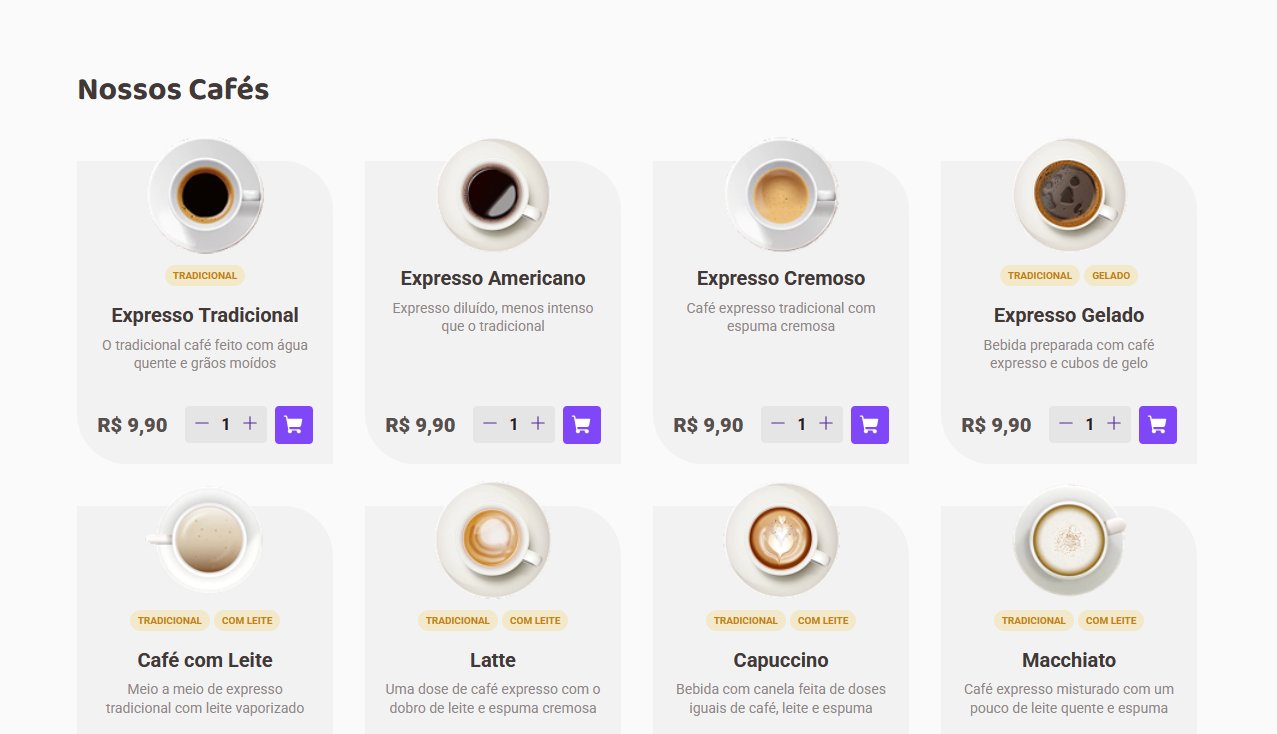 Nossos Cafés
TRADICIONAL
Expresso Tradicional
O tradicional café feito com água
quente e grãos moídos
R$ 9,90
1
Expresso Americano
Expresso diluído, menos intenso
que o tradicional
R$ 9,90
1
Expresso Cremoso
Café expresso tradicional com
espuma cremosa
R$ 9,90
1
TRADICIONAL GELADO
Expresso Gelado
Bebida preparada com café
expresso e cubos de gelo
R$ 9,90
1
TRADICIONAL COM LEITE
Café com Leite
Meio a meio de expresso
tradicional com leite vaporizado
TRADICIONAL COM LEITE
Latte
Uma dose de café expresso com o
dobro de leite e espuma cremosa
TRADICIONAL COM LEITE
Capuccino
Bebida com canela feita de doses
iguais de café, leite e espuma
TRADICIONAL COM LEITE
Macchiato
Café expresso misturado com um
pouco de leite quente e espuma